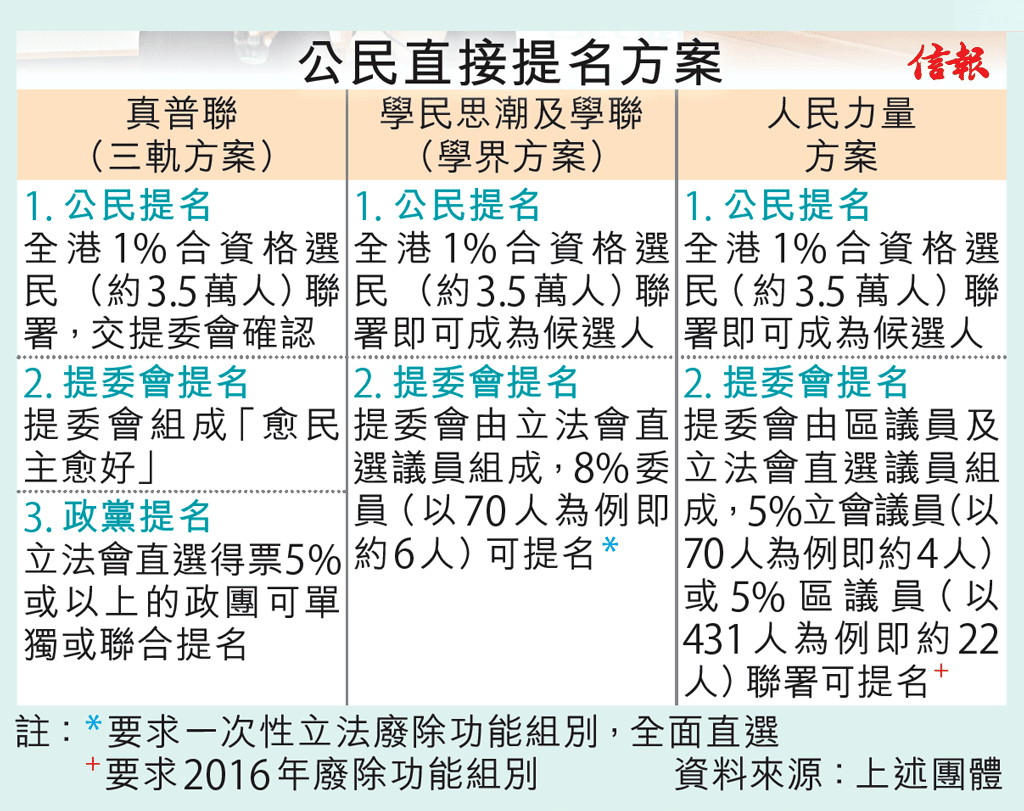 公民直接提名方案
信報
真普聯
（三軌方案）
1. 公民提名
全港1%合資格選
民（約3.5萬人）聯
署，交提委會確認
2. 提委會提名
提委會組成「愈民
主愈好」
3. 政黨提名
立法會直選得票5%
或以上的政團可單
獨或聯合提名
學民思潮及學聯
（學界方案）
1. 公民提名
全港1%合資格選
民（約3.5萬人）聯
署即可成為候選人
2. 提委會提名
提委會由立法會直
選議員組成，8%委
員（以70人為例即
約6人）可提名*
人民力量
方案
1. 公民提名
全港1%合資格選
民（約3.5萬人）聯
署即可成為候選人
2. 提委會提名
提委會由區議員及
立法會直選議員組
成，5%立會議員（以
70人為例即約4人）
或5%區議員（以
431人為例即約22
人）聯署可提名+
註：*要求一次性立法廢除功能組別，全面直選
+要求2016年廢除功能組別
資料來源：上述團體